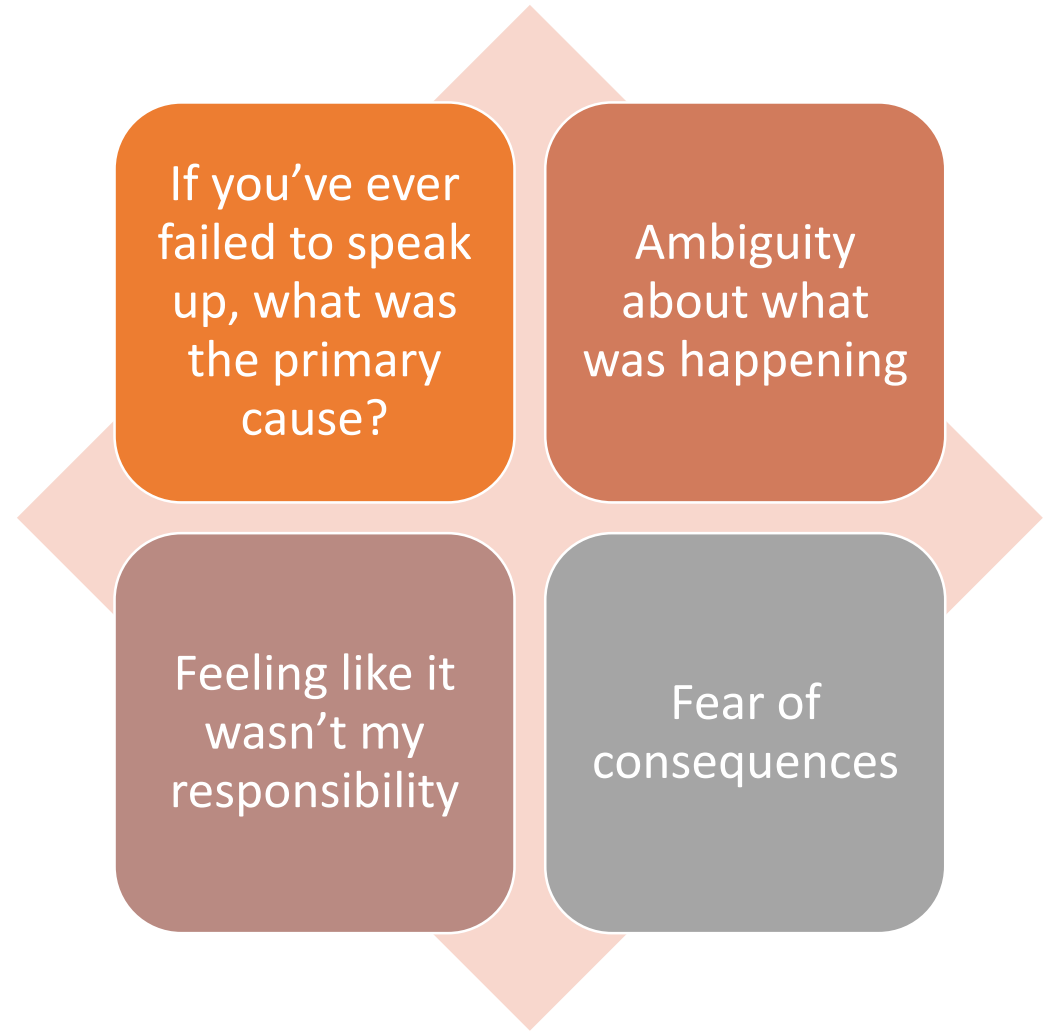 If you’ve ever
failed to speak
up, what was
the primary
cause?
Ambiguity
about what
was happening
Feeling like it
wasn’t my
responsibility
Fear of
consequences